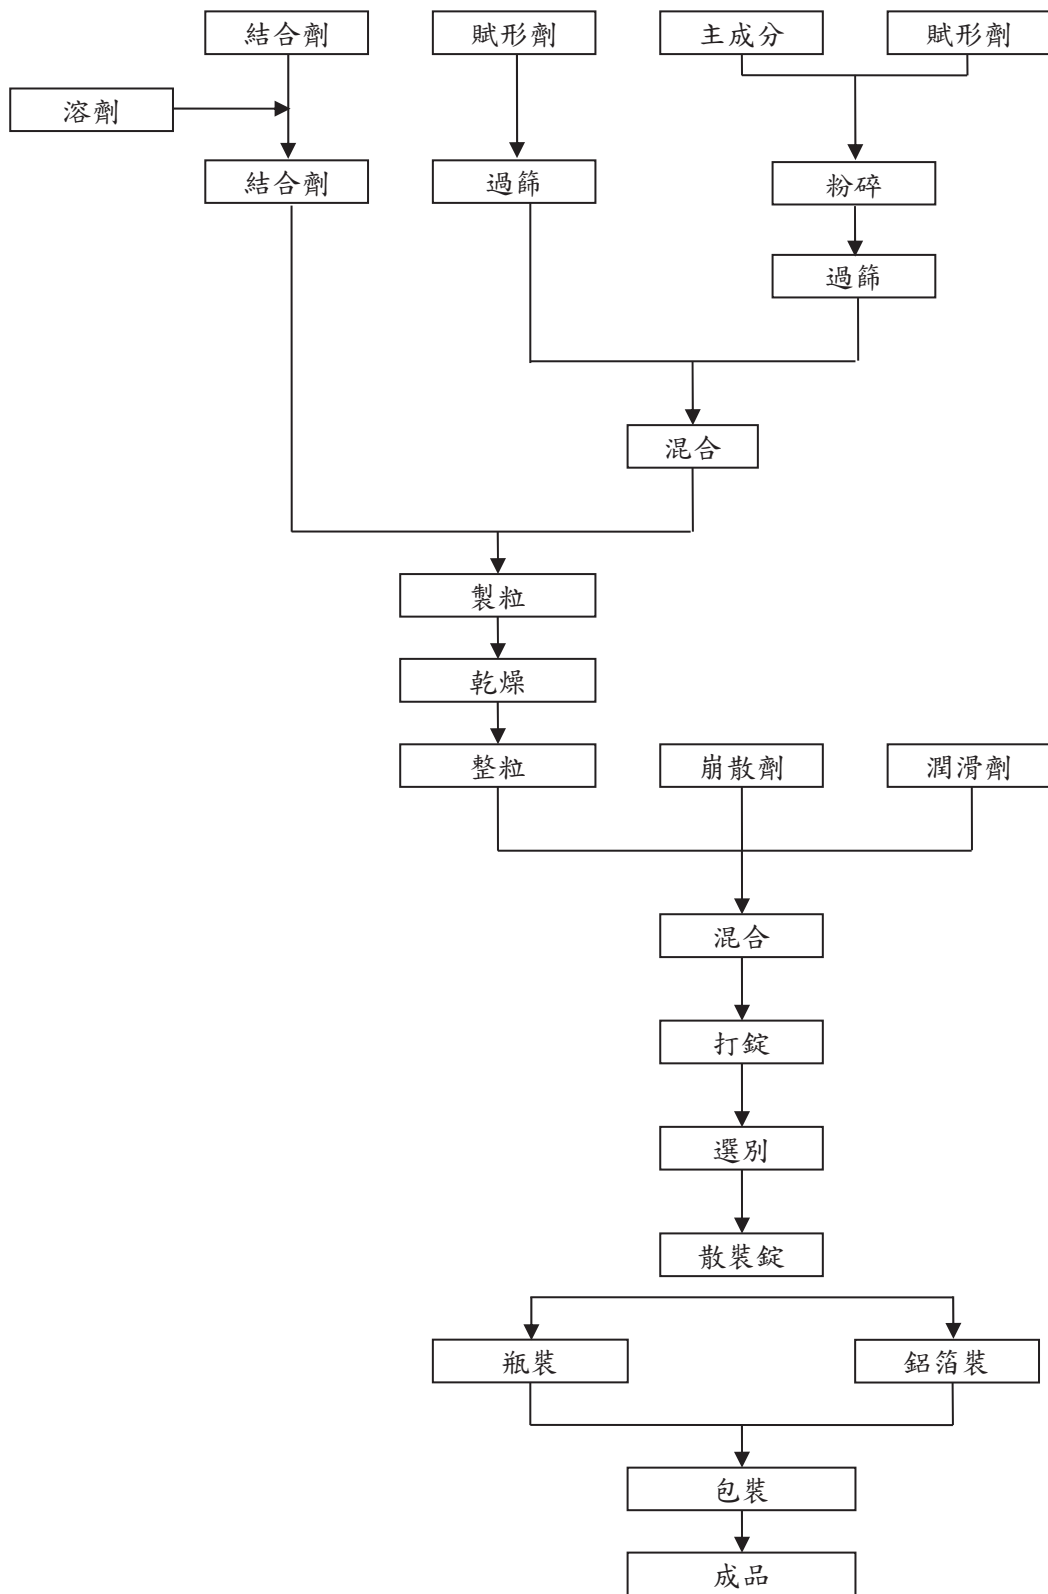 結合劑
賦形劑
主成分
賦形劑
溶劑
結合劑
過篩
粉碎
過篩
混合
製粒
乾燥
整粒
崩散劑
潤滑劑
混合
打錠
選別
散裝錠
瓶裝
鋁箔裝
包裝
成品